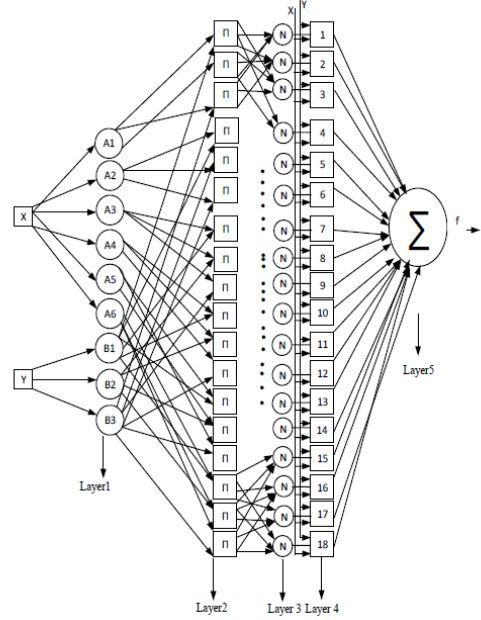 X Y
Π N 1
Π N 2
Π N 3
A1 Π N 4
A2 Π N 5
A3 Π N 6
X
A4 Π N 7
Π N 8
A5 Π N 9
A6 Π N 10
B1 Π N 11
Y
B2 Π N 12
B3 Π N 13
Π N 14
Π N 15
Π N 16
Π N 17
Π N 18
∑ f
Layer1
Layer2
Layer 3
Layer 4
Layer5